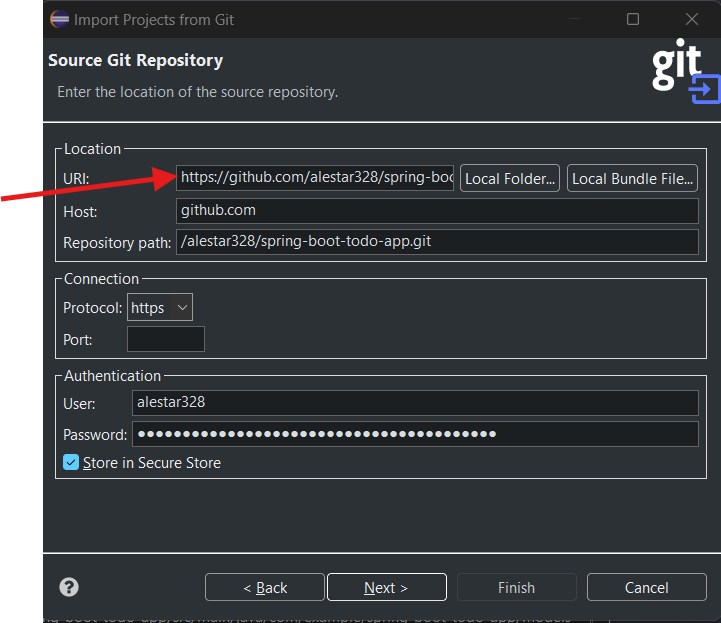 Import Projects from Git
Source Git Repository
Enter the location of the source repository.
git
Location
URI: https://github.com/alestar328/spring-boo Local Folder... Local Bundle File...
Host: github.com
Repository path: /alestar328/spring-boot-todo-app.git
Connection
Protocol: https
Port:
Authentication
User: alestar328
Password: ●●●●●●●●●●●●●●●●●●●●●●●●●●●●●●●●●●●●●●●●
Store in Secure Store
? < Back Next > Finish Cancel